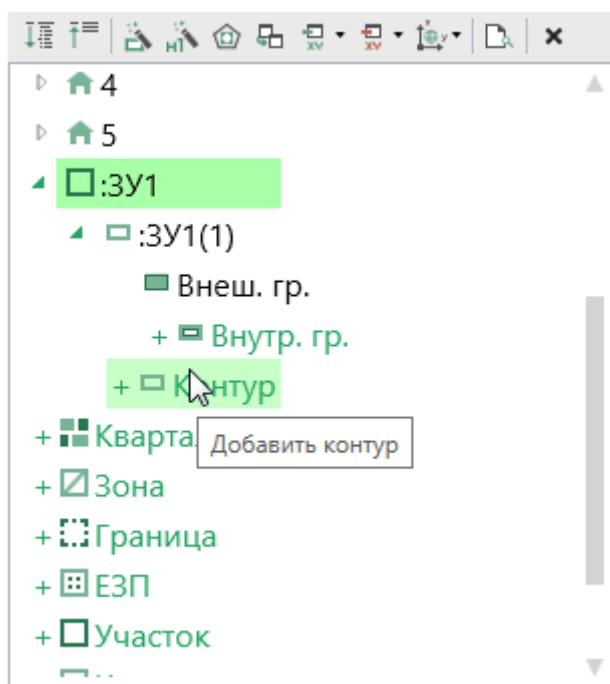 4
5
:ЗУ1
:ЗУ1(1)
Внеш. гр.
+ Внутр. гр.
+ Контур
+ Кварта
Добавить контур
+ Зона
+ Граница
+ ЕЗП
+ Участок